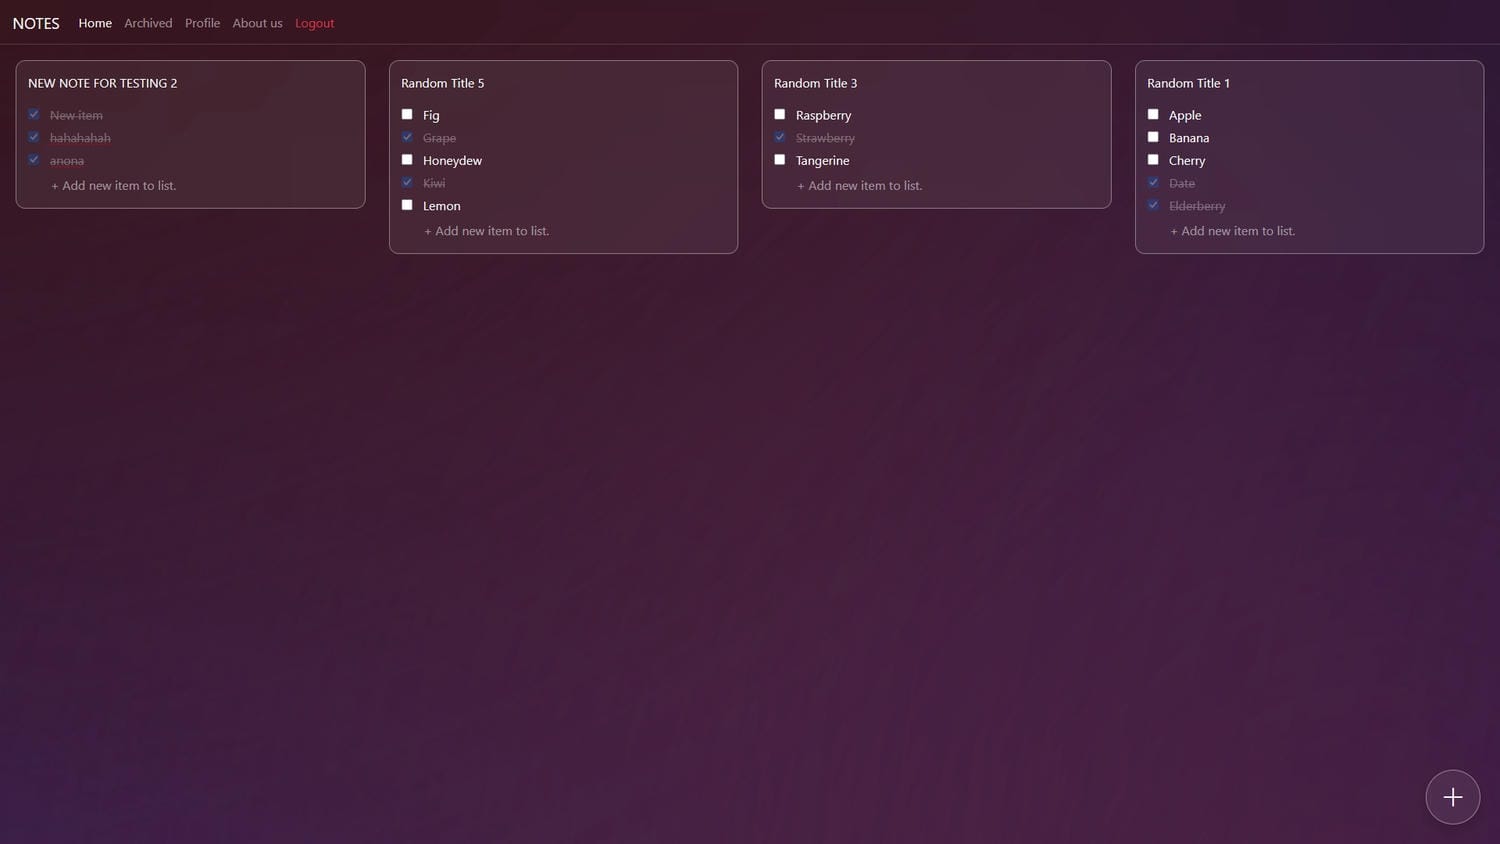 NOTES Home Archived Profile About us Logout
NEW NOTE FOR TESTING 2
New item
hahahahah
anona
+ Add new item to list.
Random Title 5
Fig
Grape
Honeydew
Kiwi
Lemon
+ Add new item to list.
Random Title 3
Raspberry
Strawberry
Tangerine
+ Add new item to list.
Random Title 1
Apple
Banana
Cherry
Date
Elderberry
+ Add new item to list.